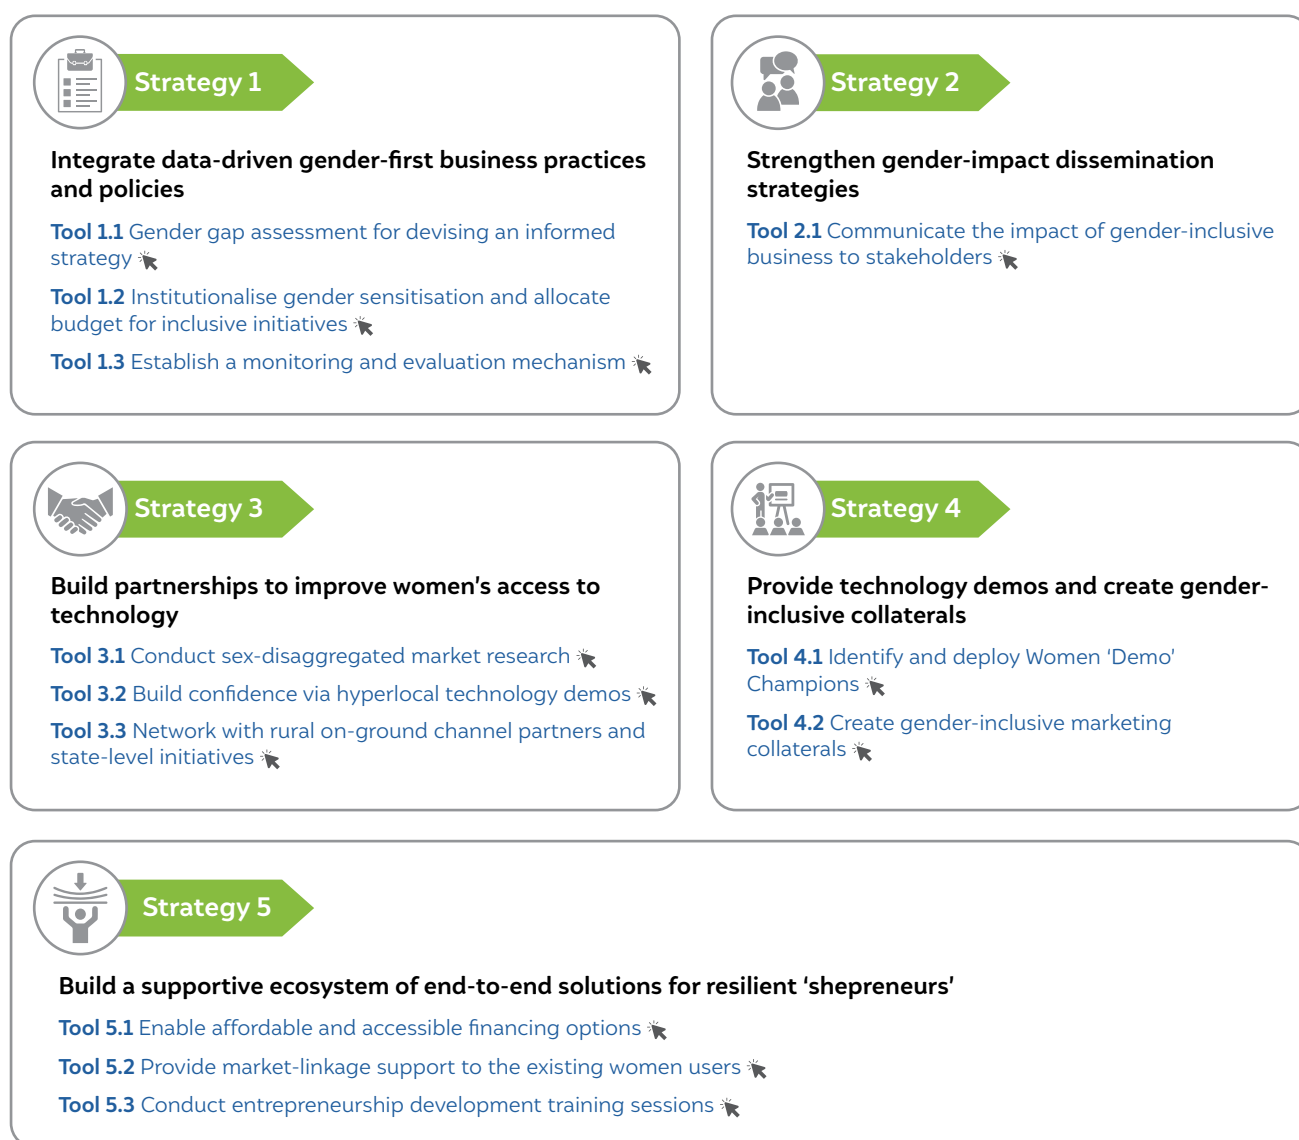 Strategy 1
Integrate data-driven gender-first business practices
and policies
Tool 1.1 Gender gap assessment for devising an informed
strategy
Tool 1.2 Institutionalise gender sensitisation and allocate
budget for inclusive initiatives
Tool 1.3 Establish a monitoring and evaluation mechanism
Strategy 2
Strengthen gender-impact dissemination
strategies
Tool 2.1 Communicate the impact of gender-inclusive
business to stakeholders
Strategy 3
Build partnerships to improve women's access to
technology
Tool 3.1 Conduct sex-disaggregated market research
Tool 3.2 Build confidence via hyperlocal technology demos
Tool 3.3 Network with rural on-ground channel partners and
state-level initiatives
Strategy 4
Provide technology demos and create gender-
inclusive collaterals
Tool 4.1 Identify and deploy Women ‘Demo’
Champions
Tool 4.2 Create gender-inclusive marketing
collaterals
Strategy 5
Build a supportive ecosystem of end-to-end solutions for resilient ‘shepreneurs’
Tool 5.1 Enable affordable and accessible financing options
Tool 5.2 Provide market-linkage support to the existing women users
Tool 5.3 Conduct entrepreneurship development training sessions